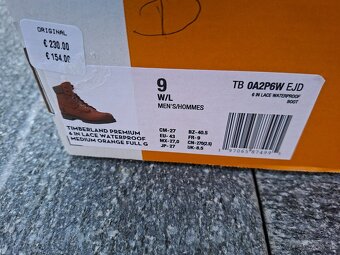 ORIGINAL
€ 230.00
€ 154.00
D
9
W/L
MEN'S/HOMMES
TB 0A2P6W EJD
6 IN LACE WATERPROOF
BOOT
TIMBERLAND PREMIUM
6 IN LACE WATERPROOF
MEDIUM ORANGE FULL G
CM-27 BZ-40.5
EU-43 FR-9
MX-27,0 CN-270(2.5)
JP-27 UK-8.5